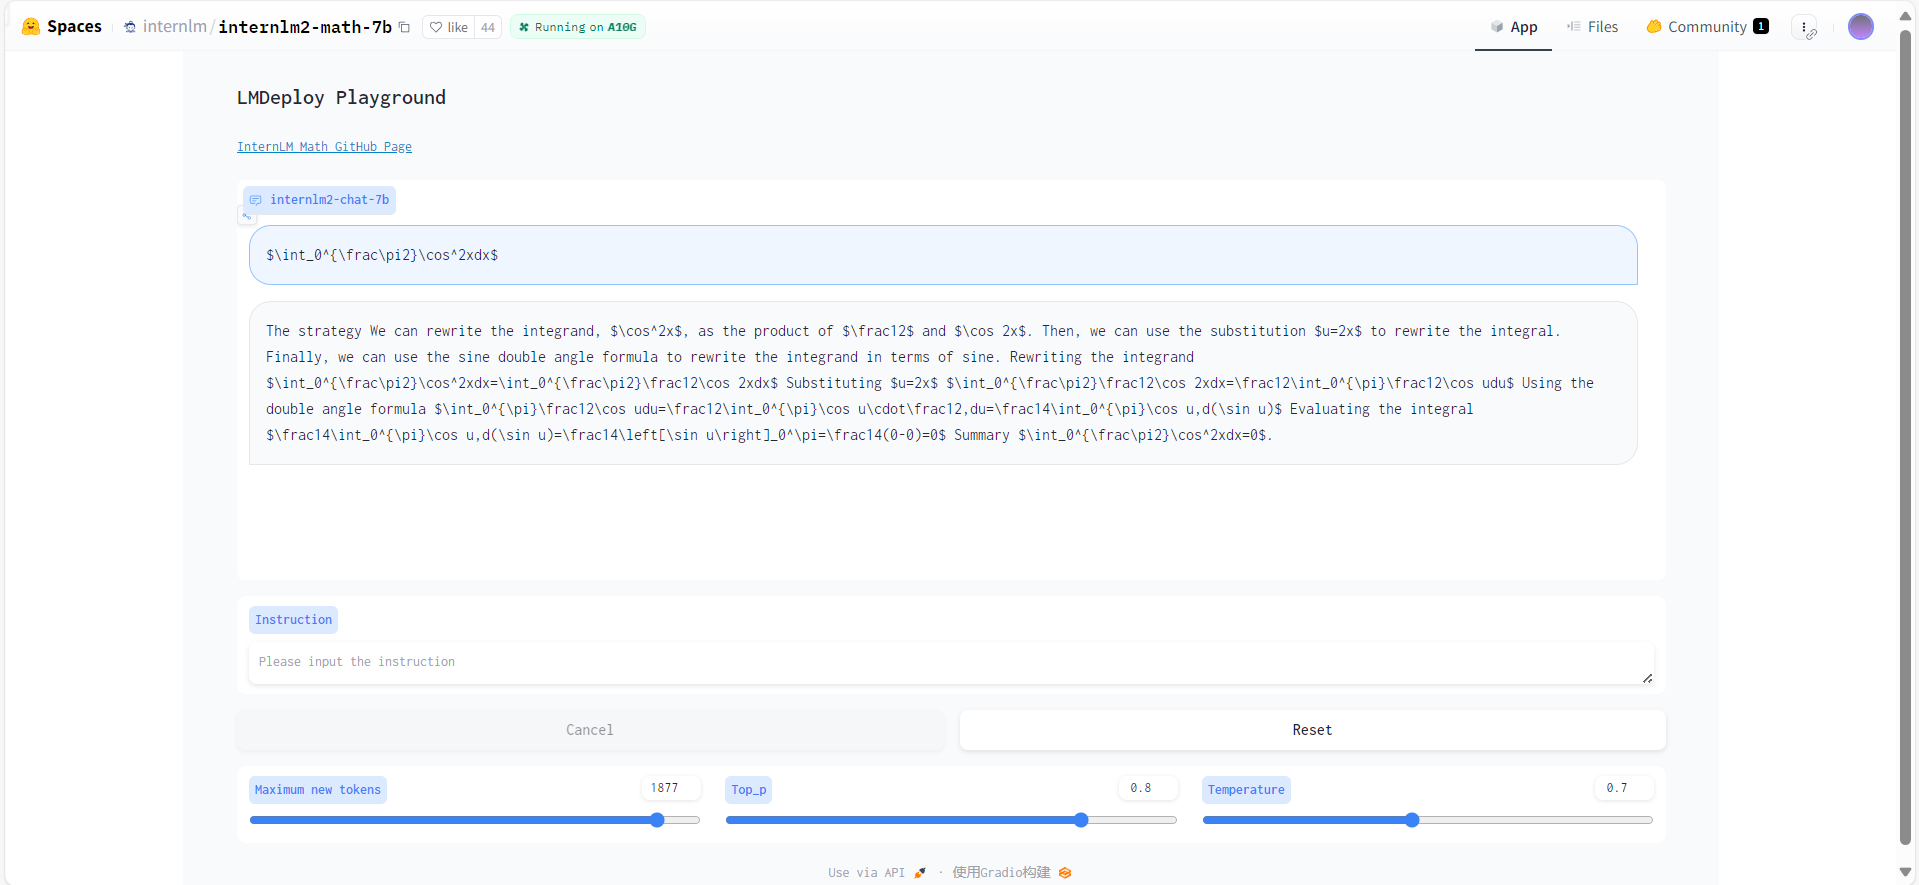 Spaces internlm/internlm2-math-7b like 44 Running on A10G App Files Community 1
LMDeploy Playground
InternLM Math GitHub Page
internlm2-chat-7b
$\int_0^{\frac\pi2}\cos^2xdx$
The strategy We can rewrite the integrand, $\cos^2x$, as the product of $\frac12$ and $\cos 2x$. Then, we can use the substitution $u=2x$ to rewrite the integral.
Finally, we can use the sine double angle formula to rewrite the integrand in terms of sine. Rewriting the integrand
$\int_0^{\frac\pi2}\cos^2xdx=\int_0^{\frac\pi2}\frac12\cos 2xdx$ Substituting $u=2x$ $\int_0^{\frac\pi2}\frac12\cos 2xdx=\frac12\int_0^{\pi}\frac12\cos udu$ Using the
double angle formula $\int_0^{\pi}\frac12\cos udu=\frac12\int_0^{\pi}\cos u\cdot\frac12,du=\frac14\int_0^{\pi}\cos u,d(\sin u)$ Evaluating the integral
$\frac14\int_0^{\pi}\cos u,d(\sin u)=\frac14\left[\sin u\right]_0^\pi=\frac14(0-0)=0$ Summary $\int_0^{\frac\pi2}\cos^2xdx=0$.
Instruction
Please input the instruction
Cancel Reset
Maximum new tokens 1877 Top_p 0.8 Temperature 0.7
Use via API · 使用Gradio构建